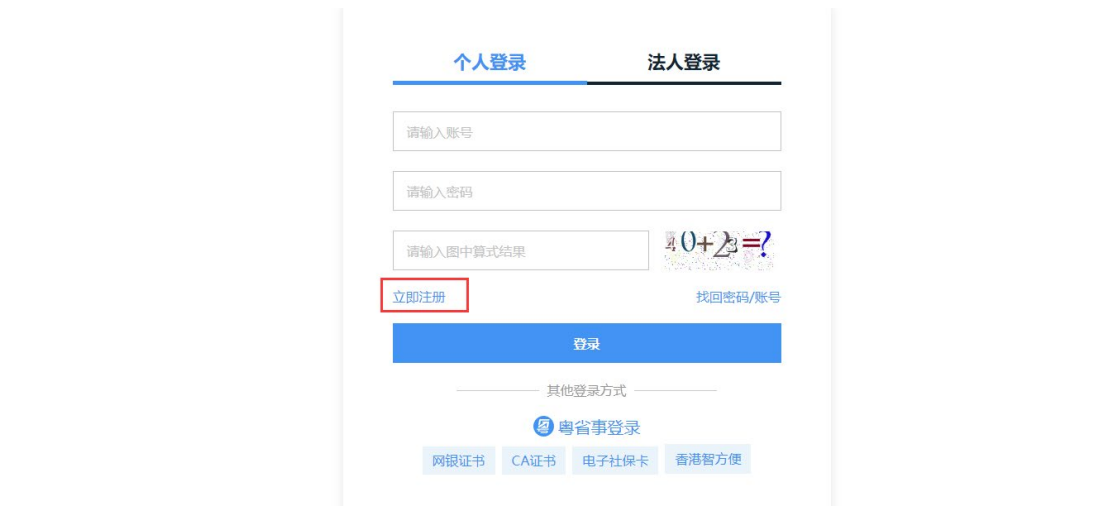 个人登录 法人登录
请输入账号
请输入密码
请输入图中算式结果 40+23=?
立即注册 找回密码/账号
登录
其他登录方式
粤省事登录
网银证书 CA证书 电子社保卡 香港智方便